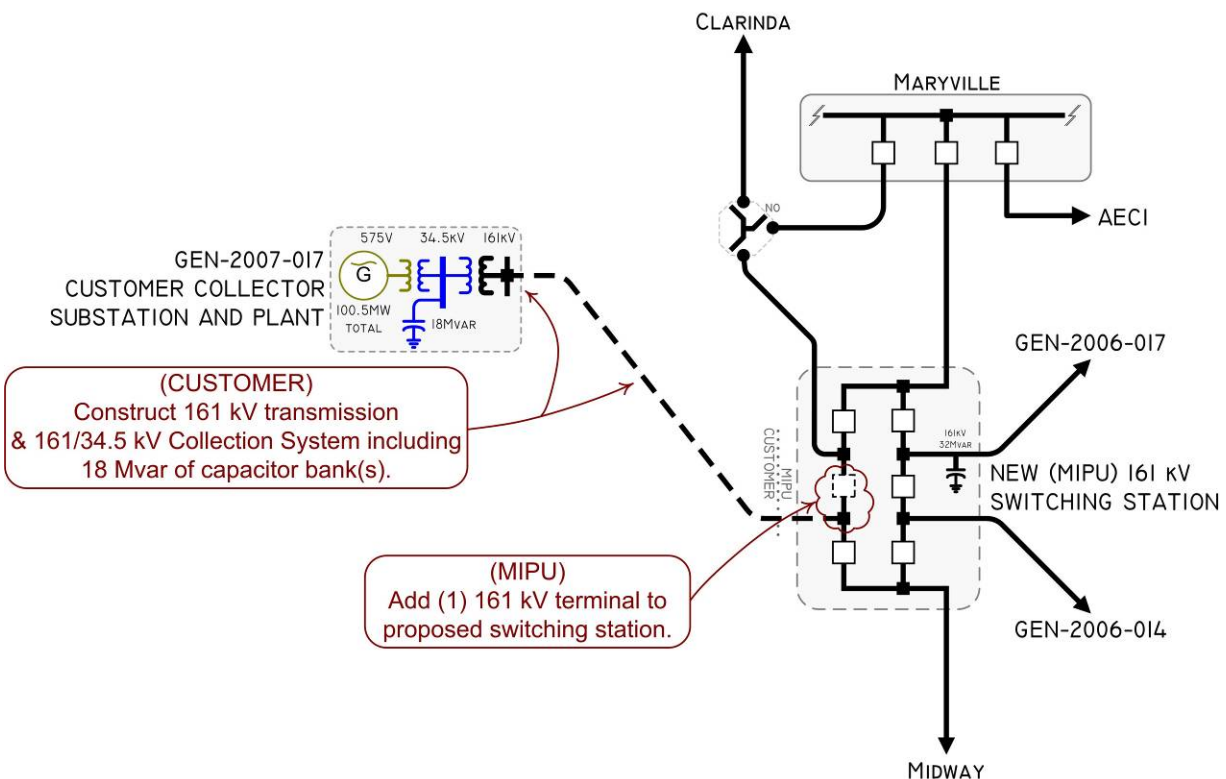 CLARINDA
MARYVILLE
NO
AECI
575V
34.5KV
161KV
GEN-2007-017
CUSTOMER COLLECTOR
SUBSTATION AND PLANT
G
100.5MW
TOTAL
18MVAR
GEN-2006-017
(CUSTOMER)
Construct 161 kV transmission
& 161/34.5 kV Collection System including
18 Mvar of capacitor bank(s).
CUSTOMER
MIPU
161KV
32MVAR
NEW (MIPU) 161 KV
SWITCHING STATION
(MIPU)
Add (1) 161 kV terminal to
proposed switching station.
GEN-2006-014
MIDWAY